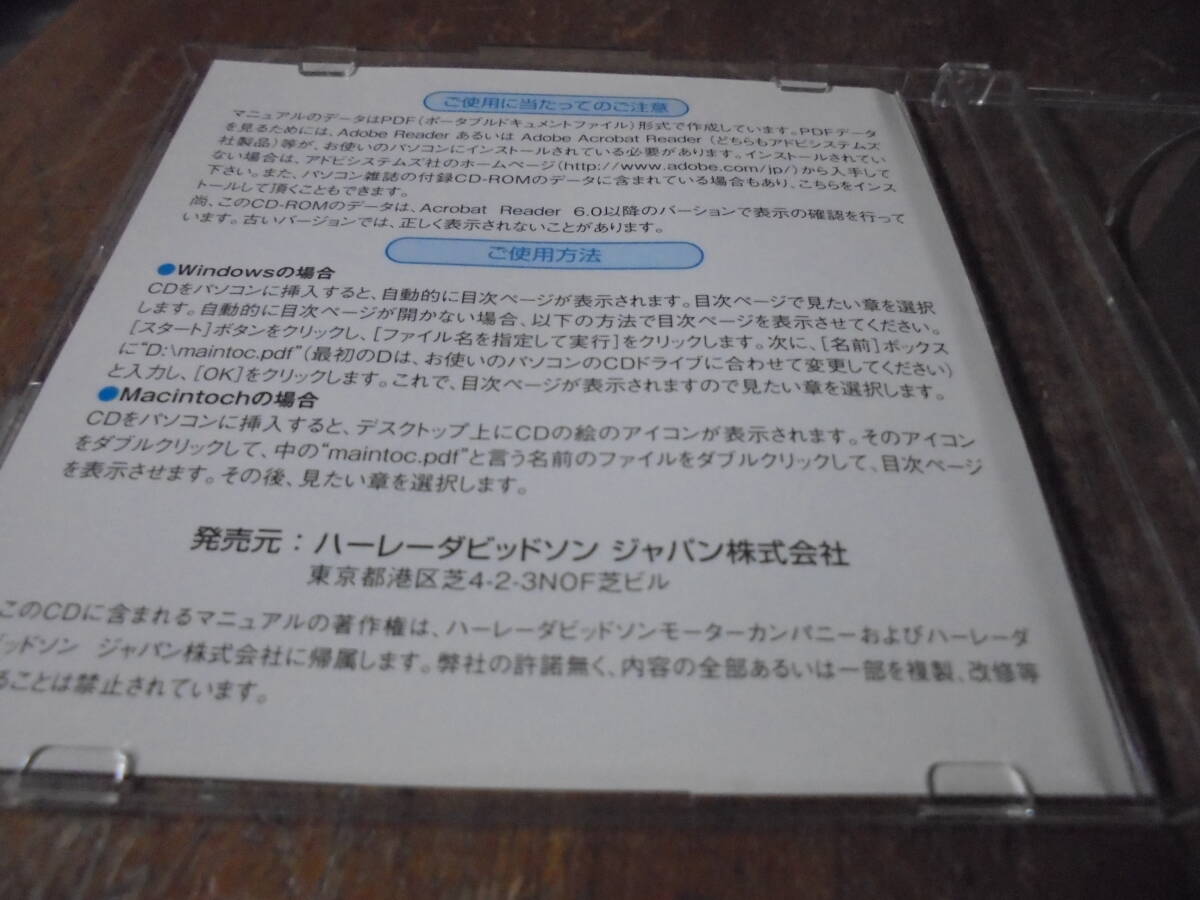 ご使用に当たってのご注意
マニュアルのデータはPDF（ポータブルドキュメントファイル）形式で作成しています。PDFデータ
を見るためには、Adobe Reader あるいは Adobe Acrobat Reader （どちらもアドビシステムズ
社製品）等が、お使いのパソコンにインストールされている必要があります。インストールされてい
ない場合は、アドビシステムズ社のホームページ（http://www.adobe.com/jp/）から入手して
下さい。また、パソコン雑誌の付録CD-ROMのデータに含まれている場合もあり、こちらをインス
トールして頂くこともできます。
尚、このCD-ROMのデータは、Acrobat Reader 6.0以降のバーションで表示の確認を行って
います。古いバージョンでは、正しく表示されないことがあります。
ご使用方法
●Windowsの場合
CDをパソコンに挿入すると、自動的に目次ページが表示されます。目次ページで見たい章を選択
します。自動的に目次ページが開かない場合、以下の方法で目次ページを表示させてください。
［スタート］ボタンをクリックし、［ファイル名を指定して実行］をクリックします。次に、［名前］ボックス
に“D:\maintoc.pdf”（最初のDは、お使いのパソコンのCDドライブに合わせて変更してください）
と入力し、［OK］をクリックします。これで、目次ページが表示されますので見たい章を選択します。
●Macintochの場合
CDをパソコンに挿入すると、デスクトップ上にCDの絵のアイコンが表示されます。そのアイコン
をダブルクリックして、中の“maintoc.pdf”と言う名前のファイルをダブルクリックして、目次ページ
を表示させます。その後、見たい章を選択します。
発売元：ハーレーダビッドソン ジャパン株式会社
東京都港区芝4-2-3NOF芝ビル
このCDに含まれるマニュアルの著作権は、ハーレーダビッドソンモーターカンパニーおよびハーレーダ
ビッドソン ジャパン株式会社に帰属します。弊社の許諾無く、内容の全部あるいは一部を複製、改修等
ることは禁止されています。